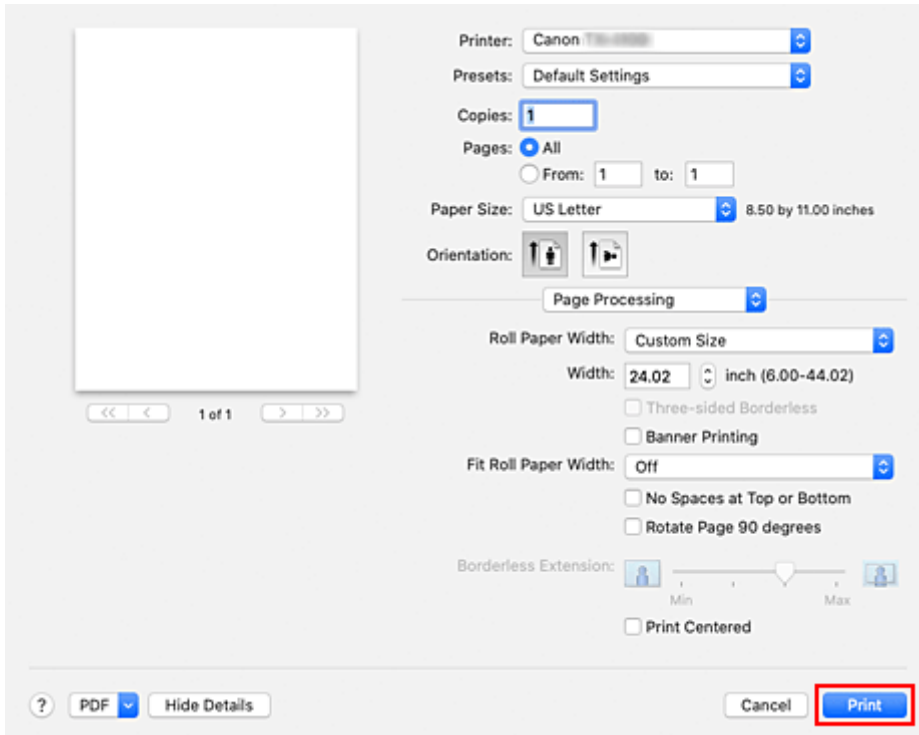 Printer: Canon
Presets: Default Settings
Copies: 1
Pages: All
From: 1 to: 1
Paper Size: US Letter 8.50 by 11.00 inches
Orientation:
Page Processing
Roll Paper Width: Custom Size
Width: 24.02 inch (6.00-44.02)
Three-sided Borderless
Banner Printing
Fit Roll Paper Width: Off
No Spaces at Top or Bottom
Rotate Page 90 degrees
Borderless Extension:
Min Max
Print Centered
<< < 1 of 1 > >>
? PDF Hide Details Cancel Print